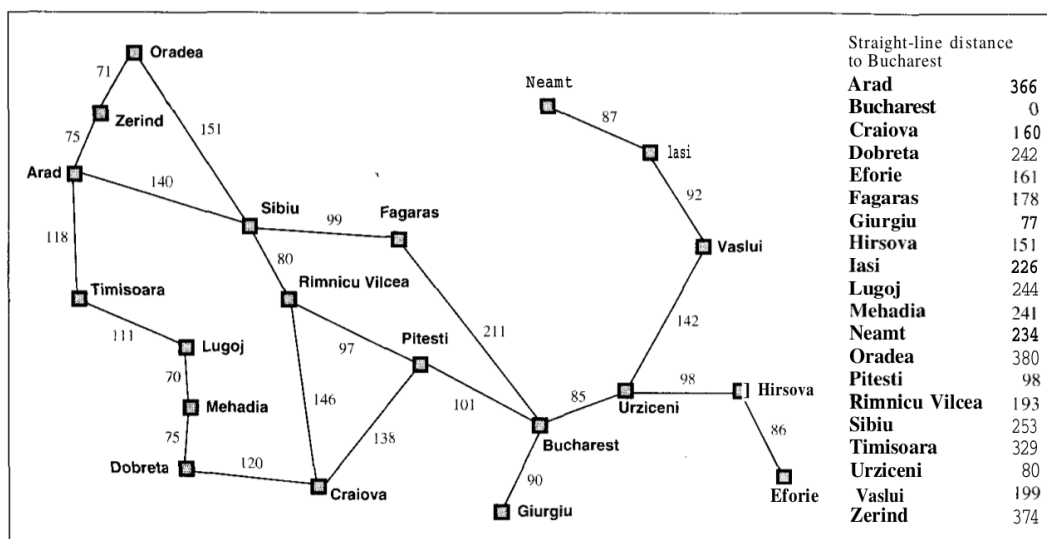 Oradea
71
Neamt
Zerind
87
151
75
Iasi
Arad
140
92
Sibiu
99
Fagaras
118
Vaslui
80
Rimnicu Vilcea
Timisoara
142
111
Lugoj
97
Pitesti
211
70
98
Hirsova
146
85
Urziceni
Mehadia
101
75
138
86
Bucharest
120
Dobreta
90
Craiova
Eforie
Giurgiu
Straight-line distance
to Bucharest
Arad 366
Bucharest 0
Craiova 160
Dobreta 242
Eforie 161
Fagaras 178
Giurgiu 77
Hirsova 151
Iasi 226
Lugoj 244
Mehadia 241
Neamt 234
Oradea 380
Pitesti 98
Rimnicu Vilcea 193
Sibiu 253
Timisoara 329
Urziceni 80
Vaslui 199
Zerind 374